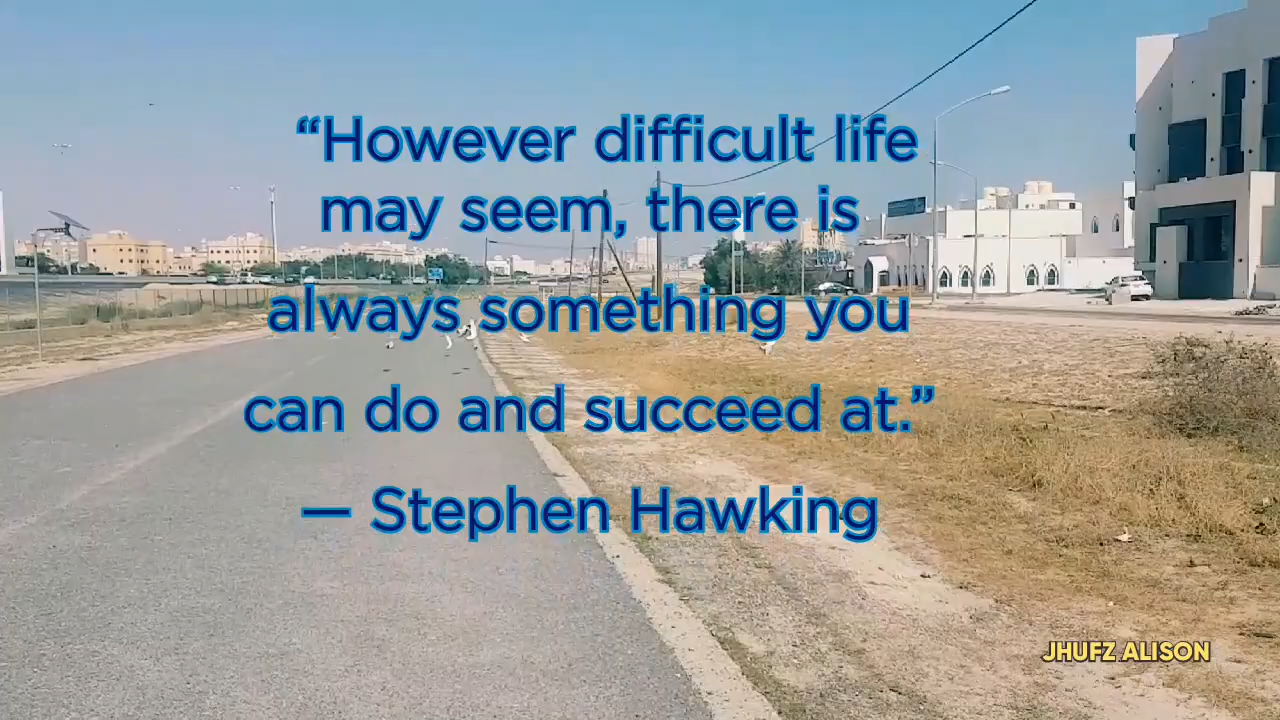 “However difficult life
may seem, there is
always something you
can do and succeed at.”
— Stephen Hawking
JHUFZ ALISON